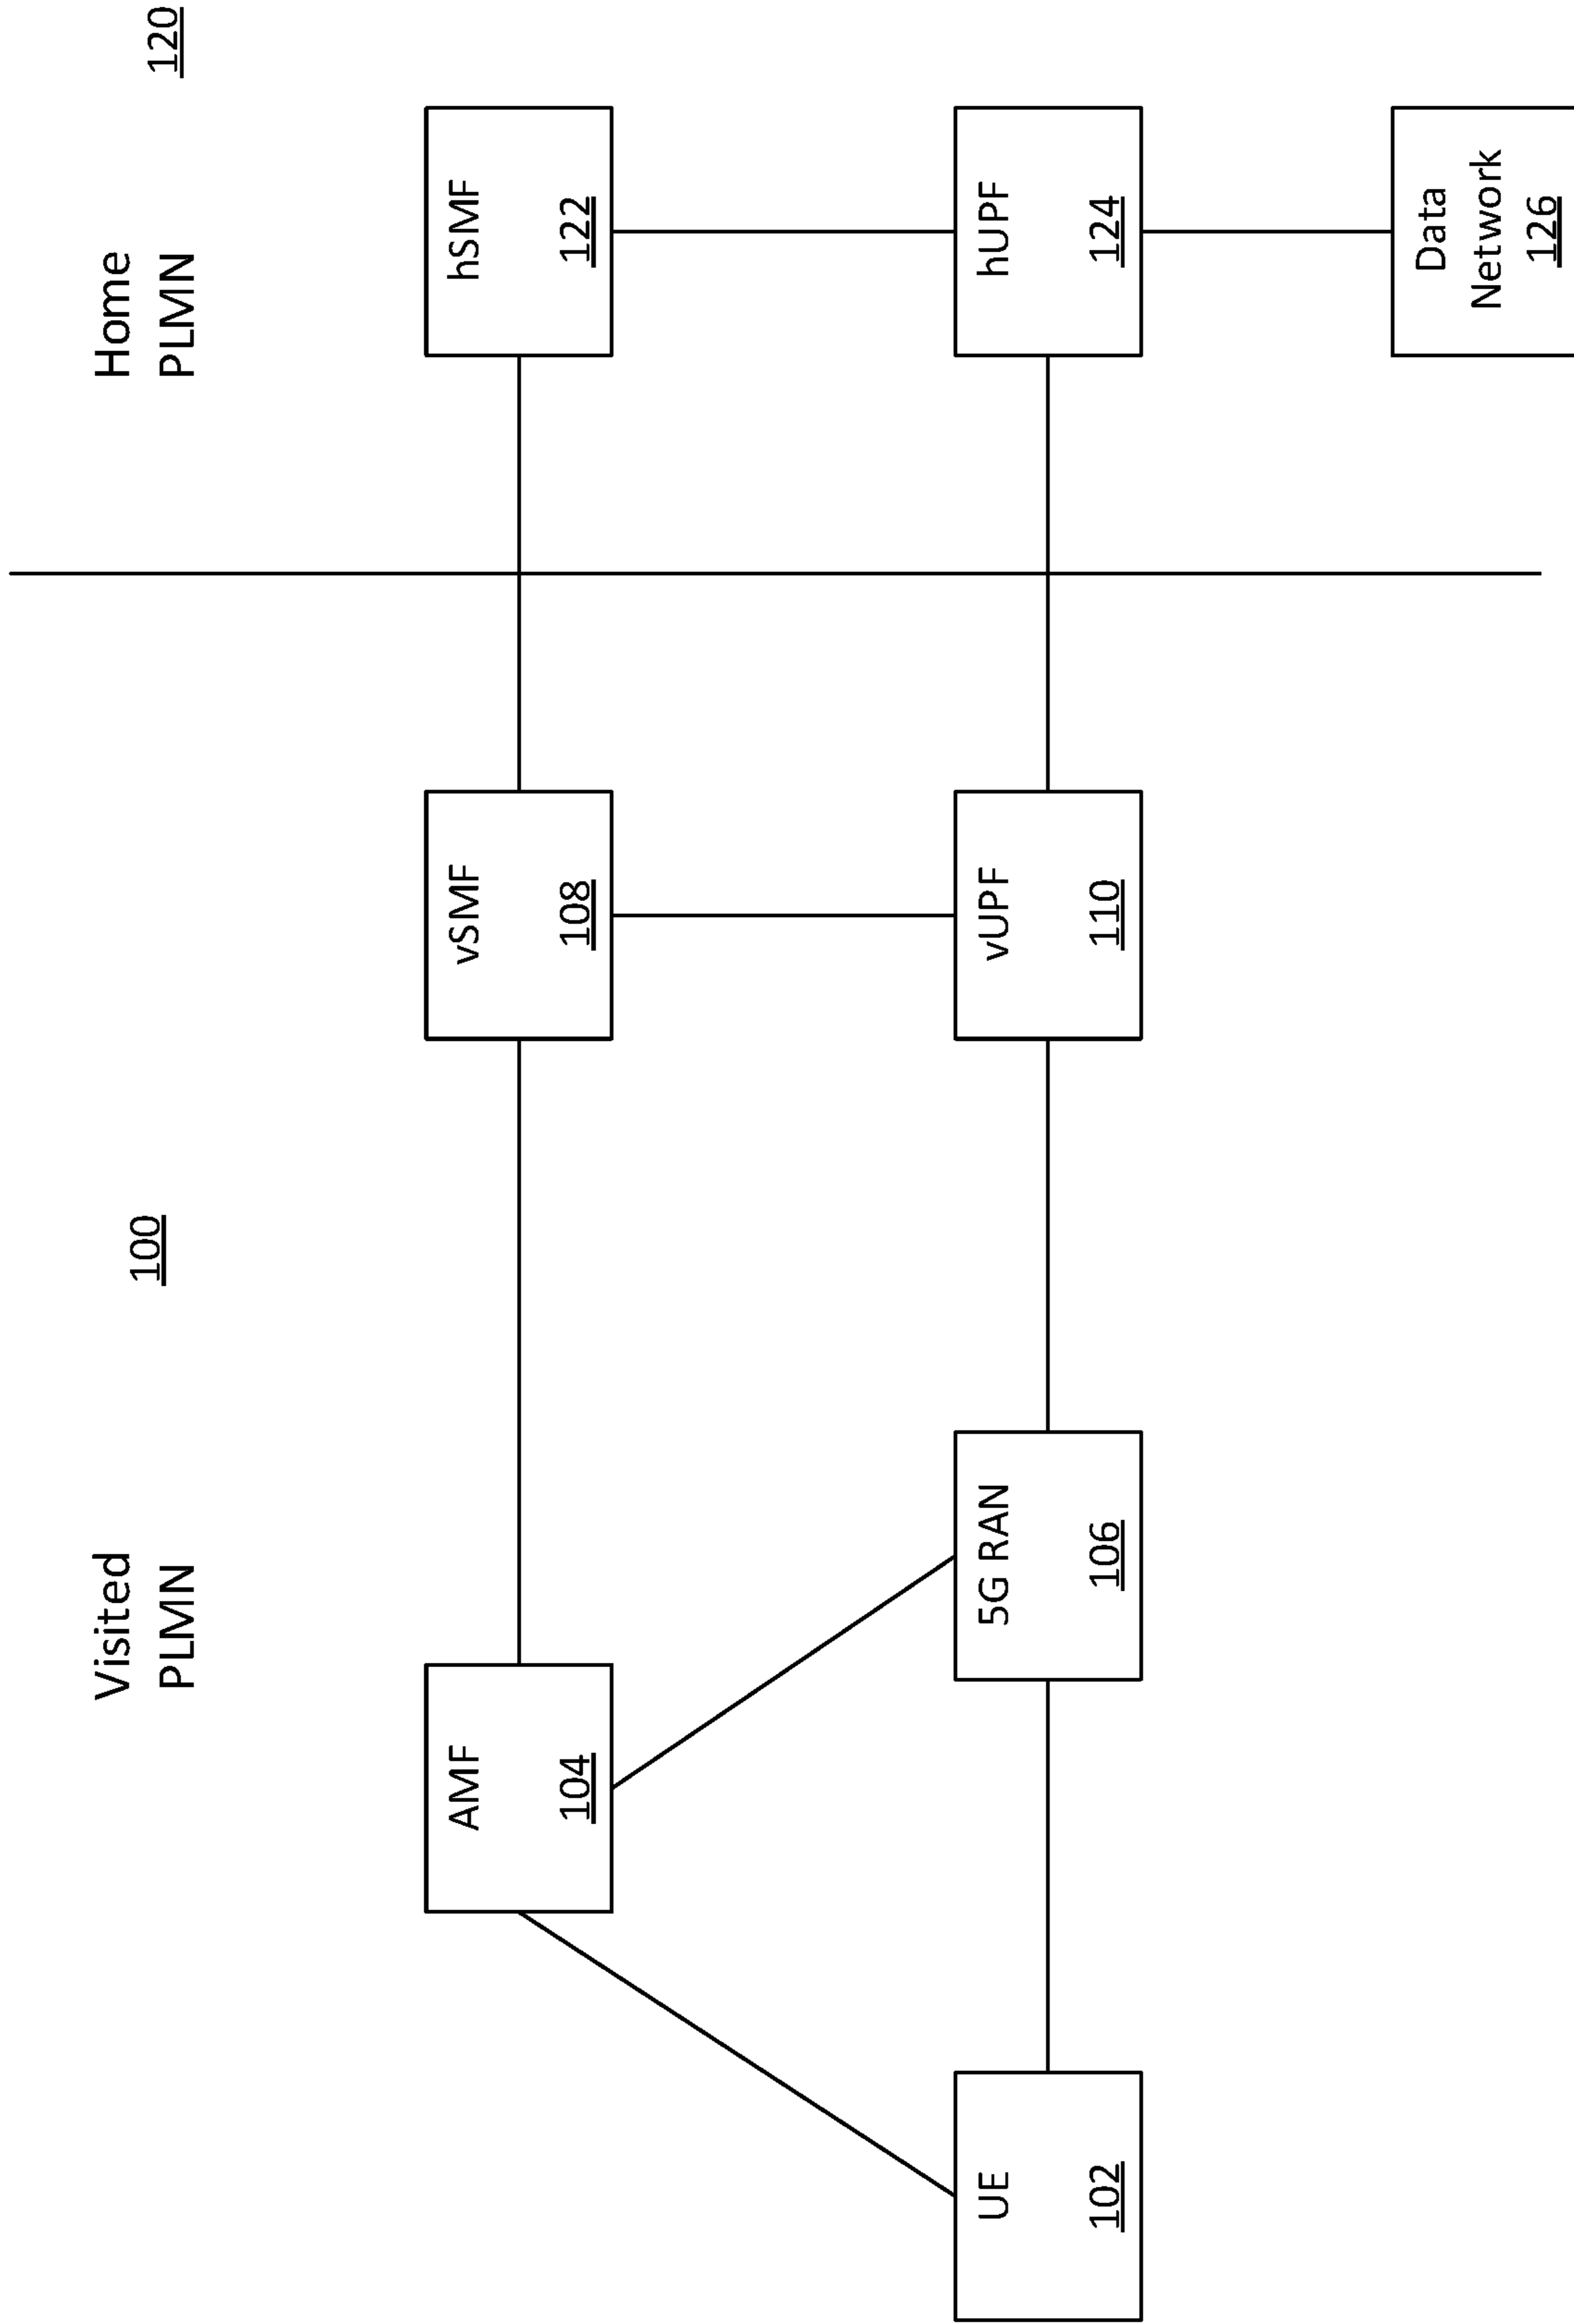 Visited
PLMN
100
Home
PLMN
120
AMF
104
vSMF
108
hSMF
122
UE
102
5G RAN
106
vUPF
110
hUPF
124
Data
Network
126